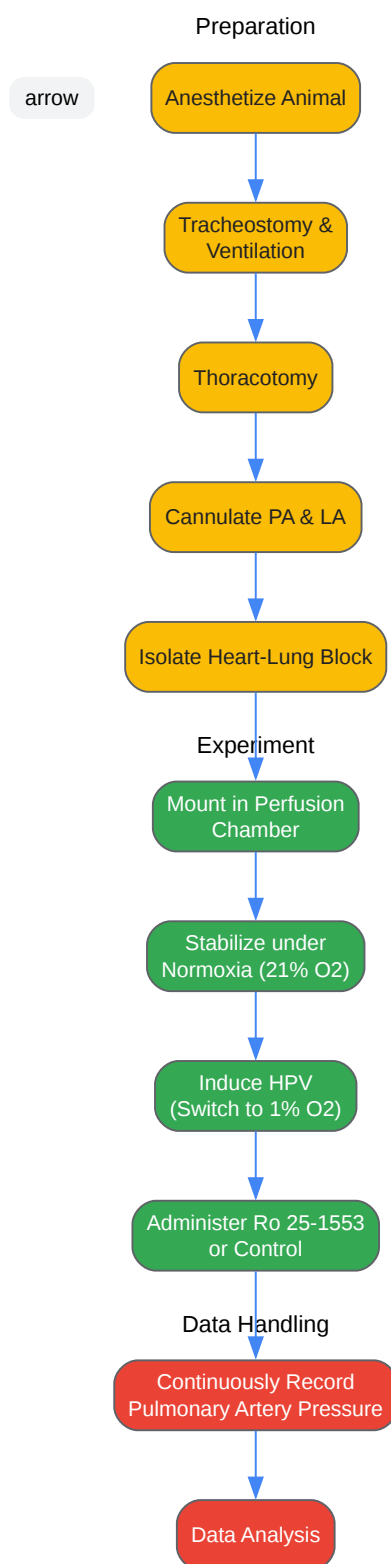 Preparation
arrow
Anesthetize Animal
Tracheostomy &
Ventilation
Thoracotomy
Cannulate PA & LA
Isolate Heart-Lung Block
Experiment
Mount in Perfusion
Chamber
Stabilize under
Normoxia (21% O2)
Induce HPV
(Switch to 1% O2)
Administer Ro 25-1553
or Control
Data Handling
Continuously Record
Pulmonary Artery Pressure
Data Analysis